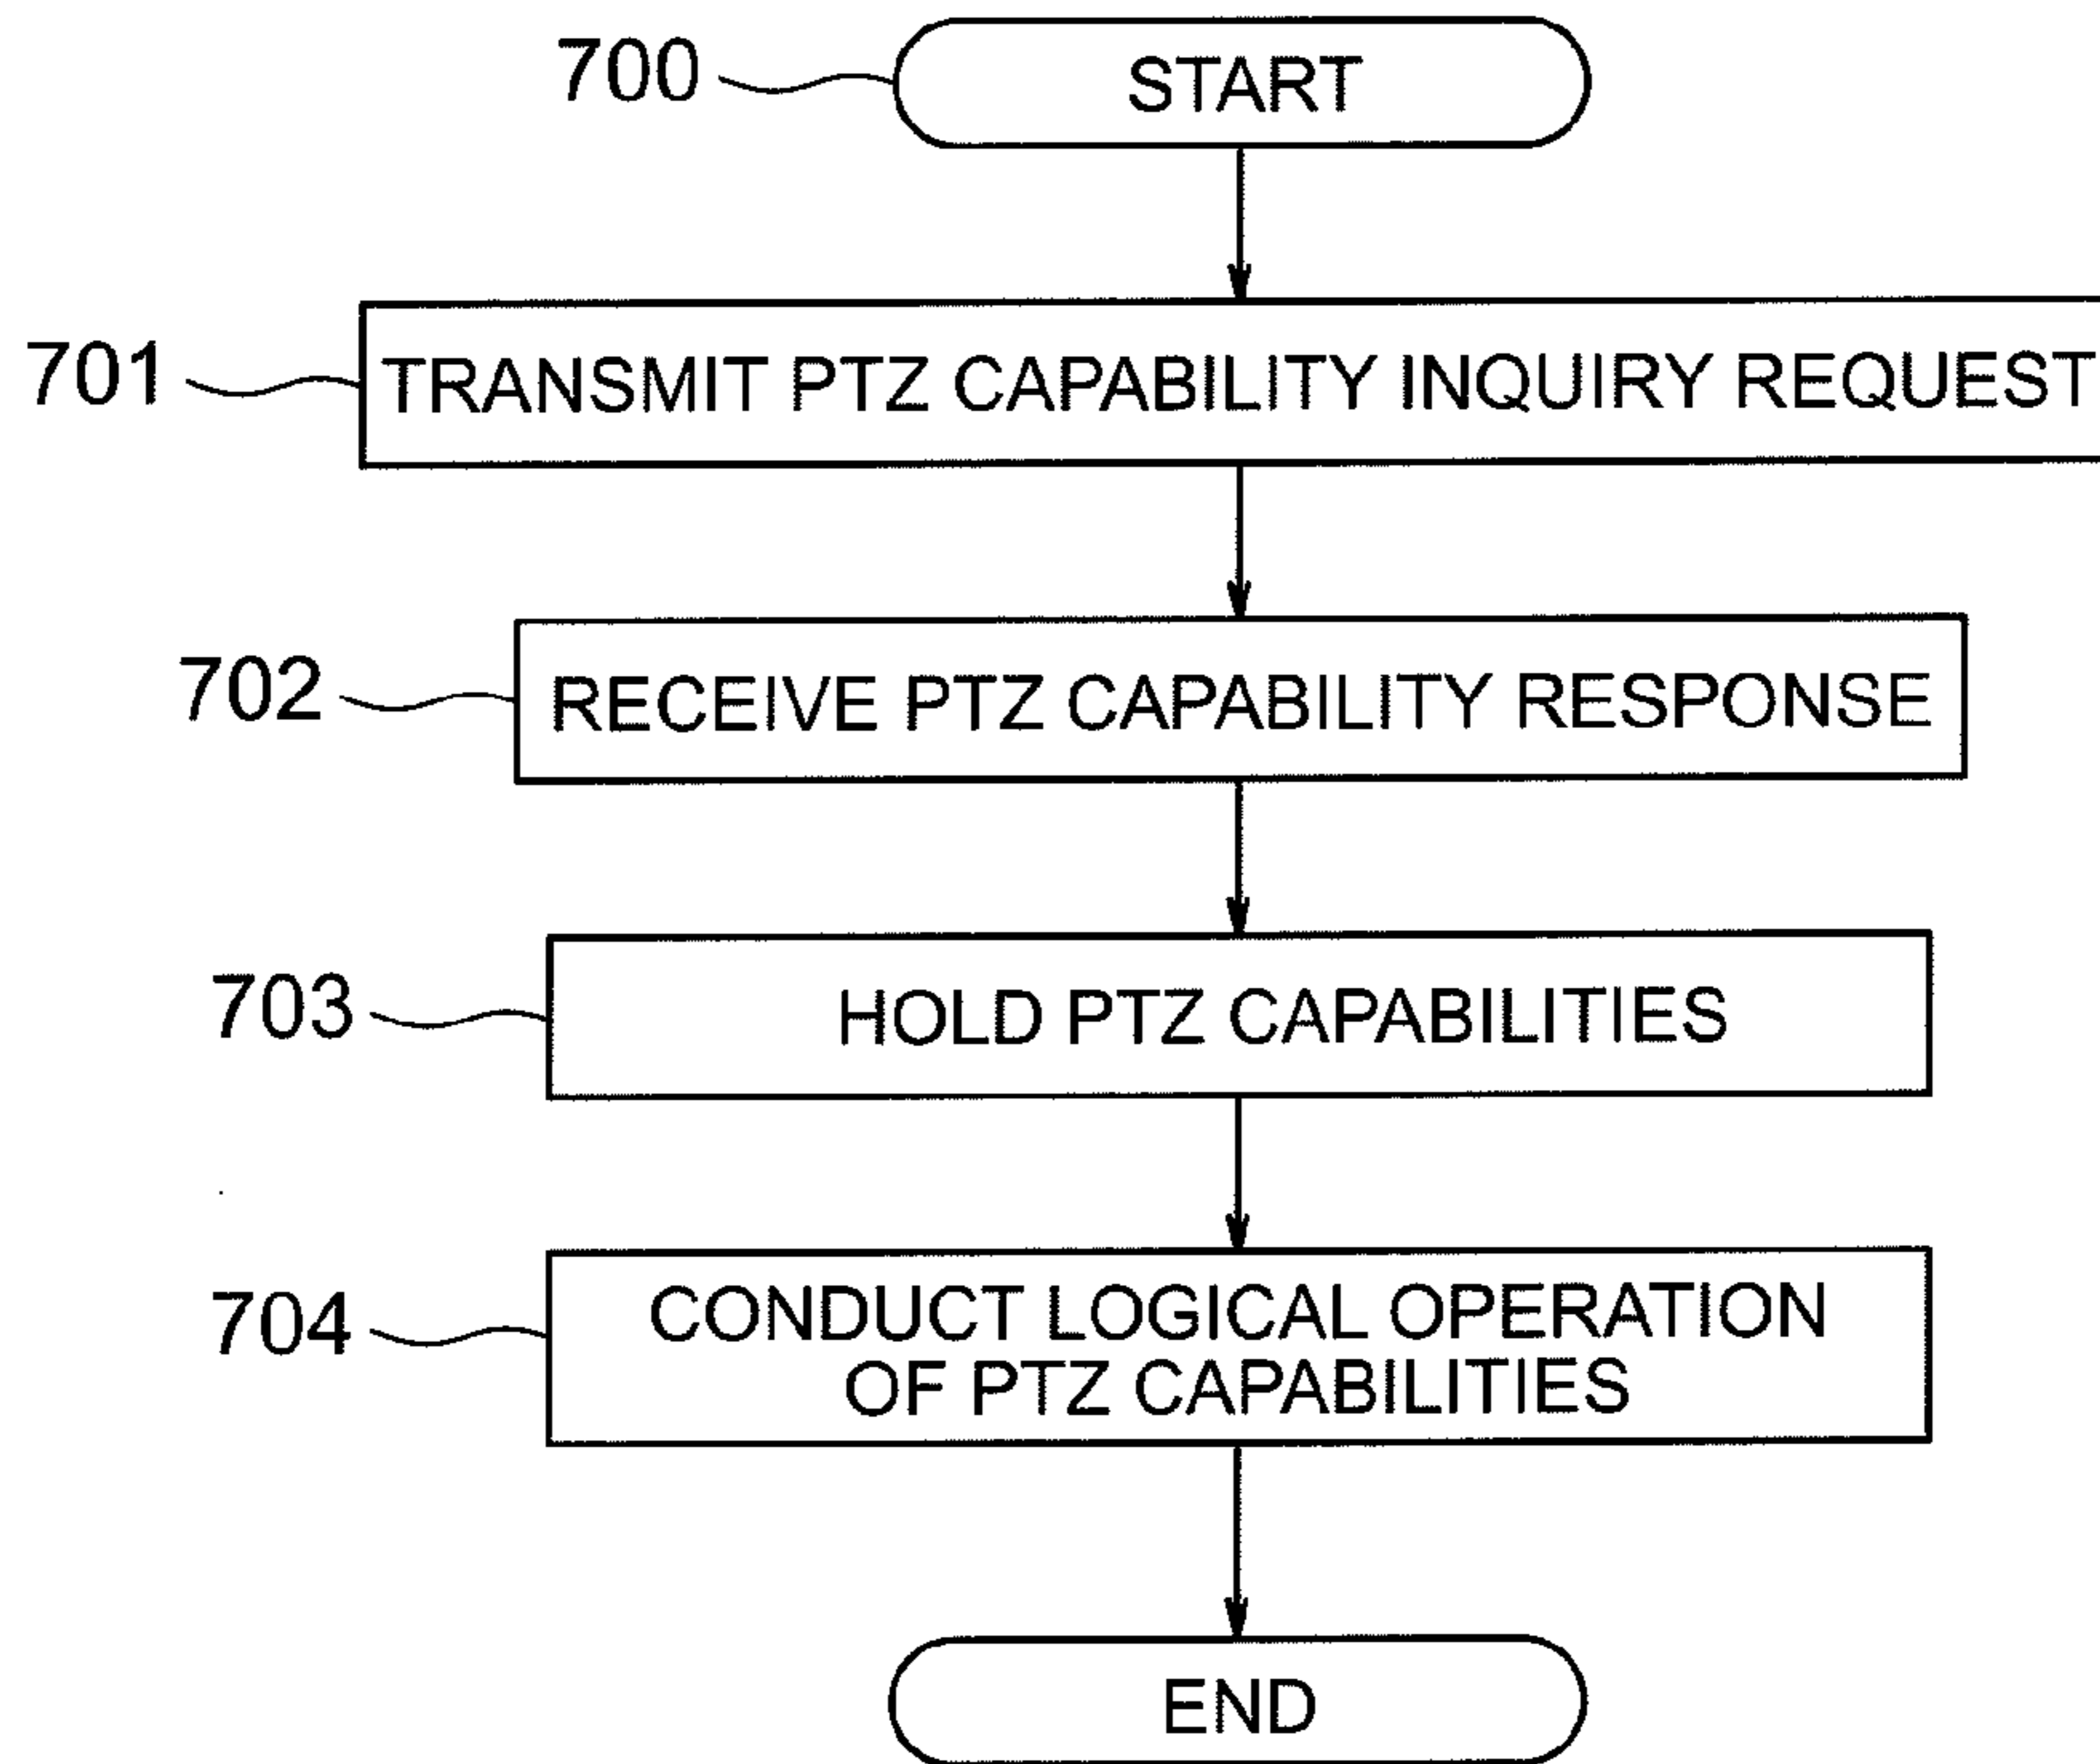 700
START
701
TRANSMIT PTZ CAPABILITY INQUIRY REQUEST
702
RECEIVE PTZ CAPABILITY RESPONSE
703
HOLD PTZ CAPABILITIES
704
CONDUCT LOGICAL OPERATION
OF PTZ CAPABILITIES
END